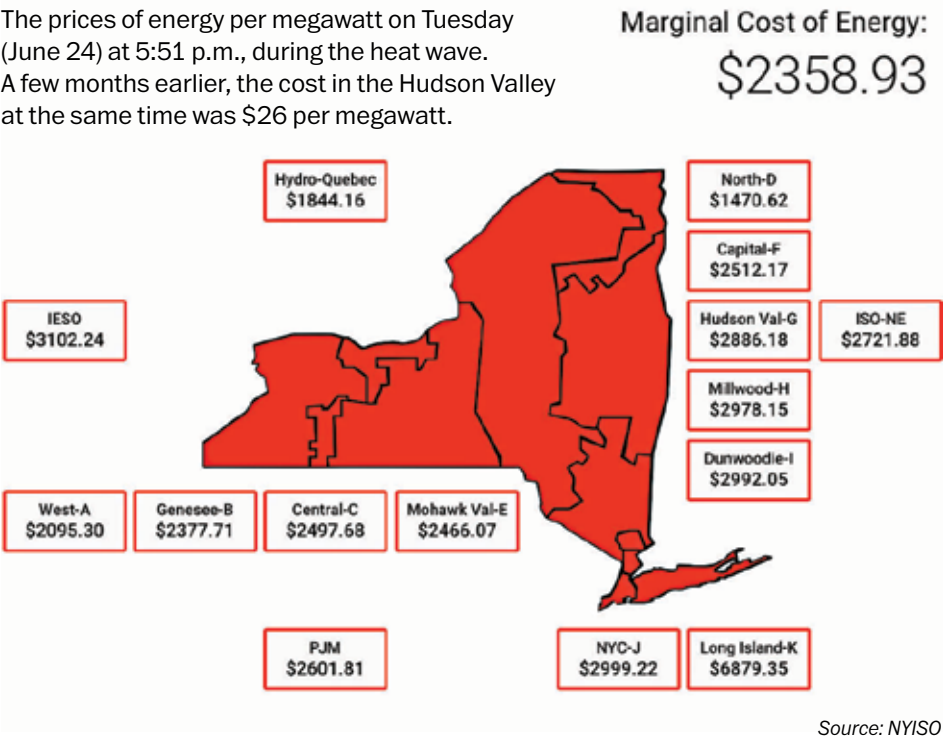 The prices of energy per megawatt on Tuesday
(June 24) at 5:51 p.m., during the heat wave.
A few months earlier, the cost in the Hudson Valley
at the same time was $26 per megawatt.
Marginal Cost of Energy:
$2358.93
Hydro-Quebec
$1844.16
North-D
$1470.62
Capital-F
$2512.17
IESO
$3102.24
Hudson Val-G
$2886.18
ISO-NE
$2721.88
Millwood-H
$2978.15
Dunwoodie-I
$2992.05
West-A
$2095.30
Genesee-B
$2377.71
Central-C
$2497.68
Mohawk Val-E
$2466.07
PJM
$2601.81
NYC-J
$2999.22
Long Island-K
$6879.35
Source: NYISO